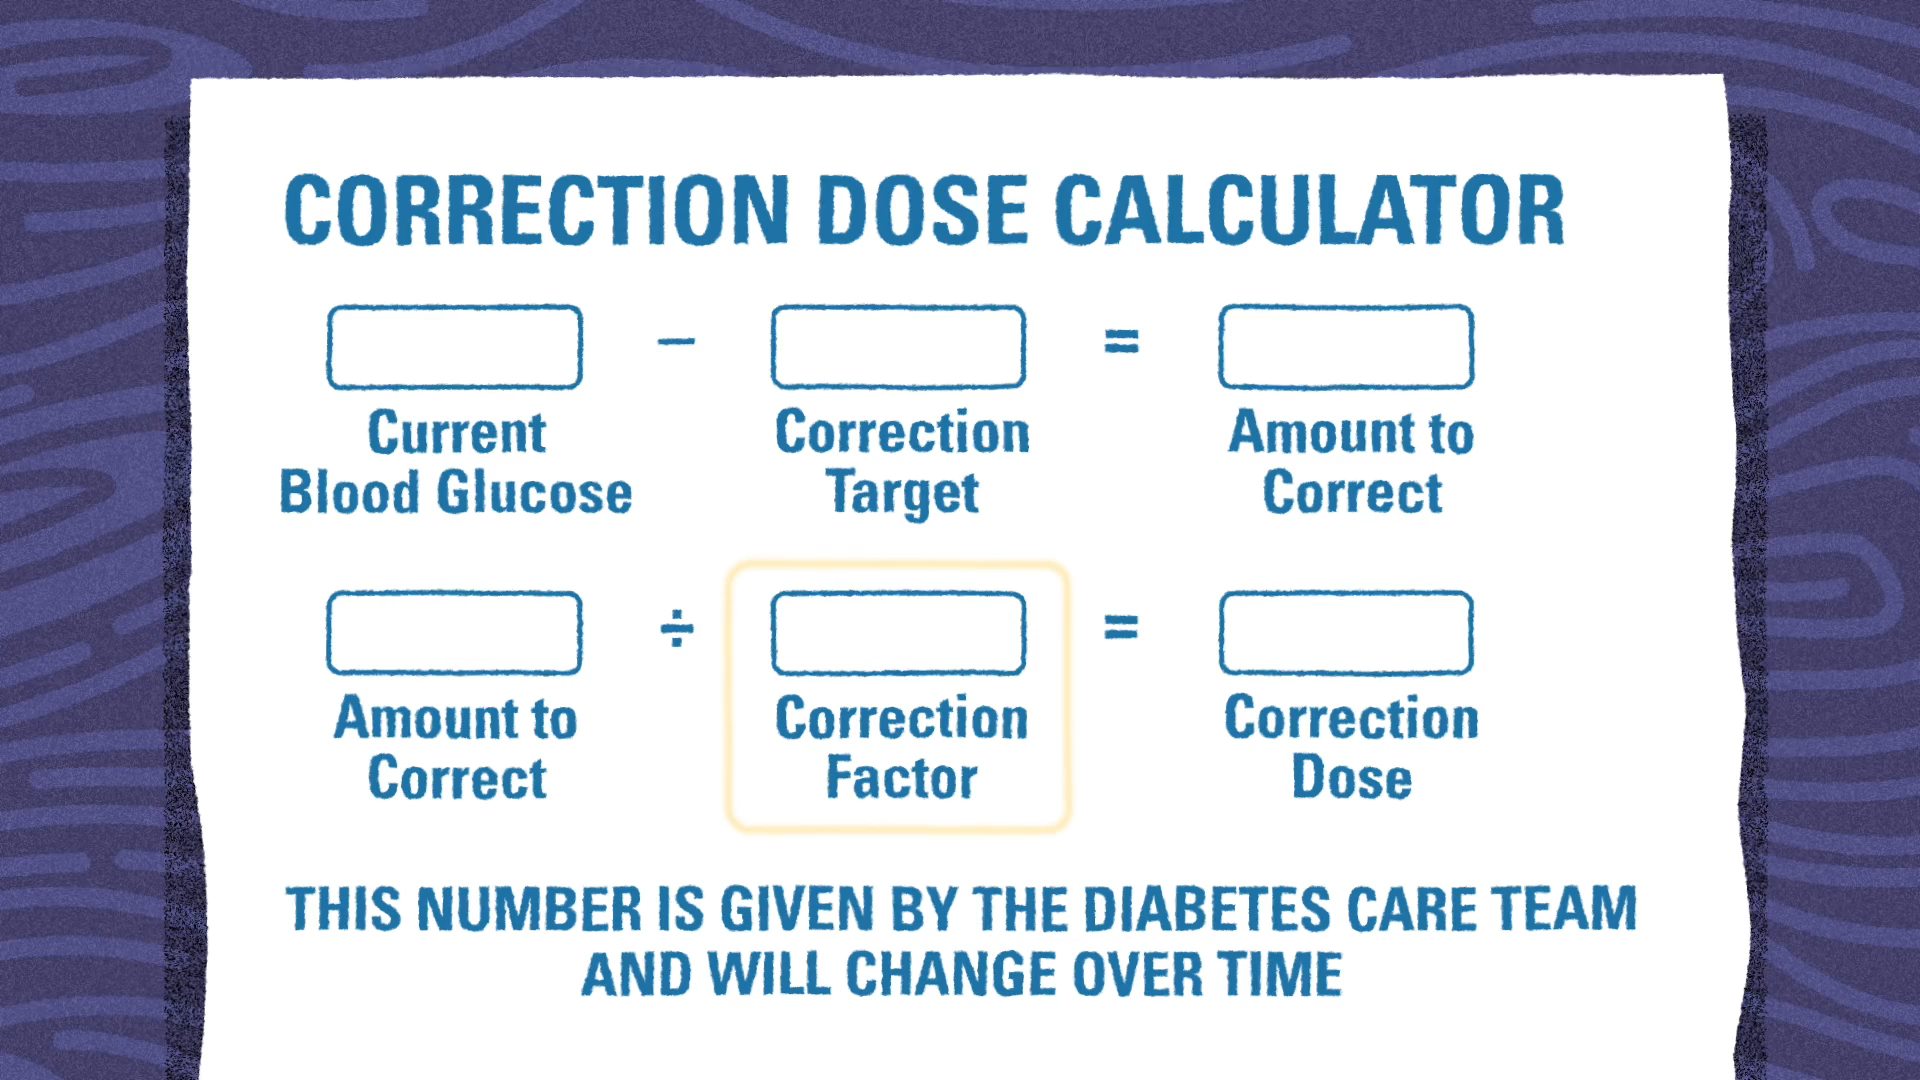 CORRECTION DOSE CALCULATOR
– =
Current Blood Glucose
Correction Target
Amount to Correct
÷ =
Amount to Correct
Correction Factor
Correction Dose
THIS NUMBER IS GIVEN BY THE DIABETES CARE TEAM
AND WILL CHANGE OVER TIME